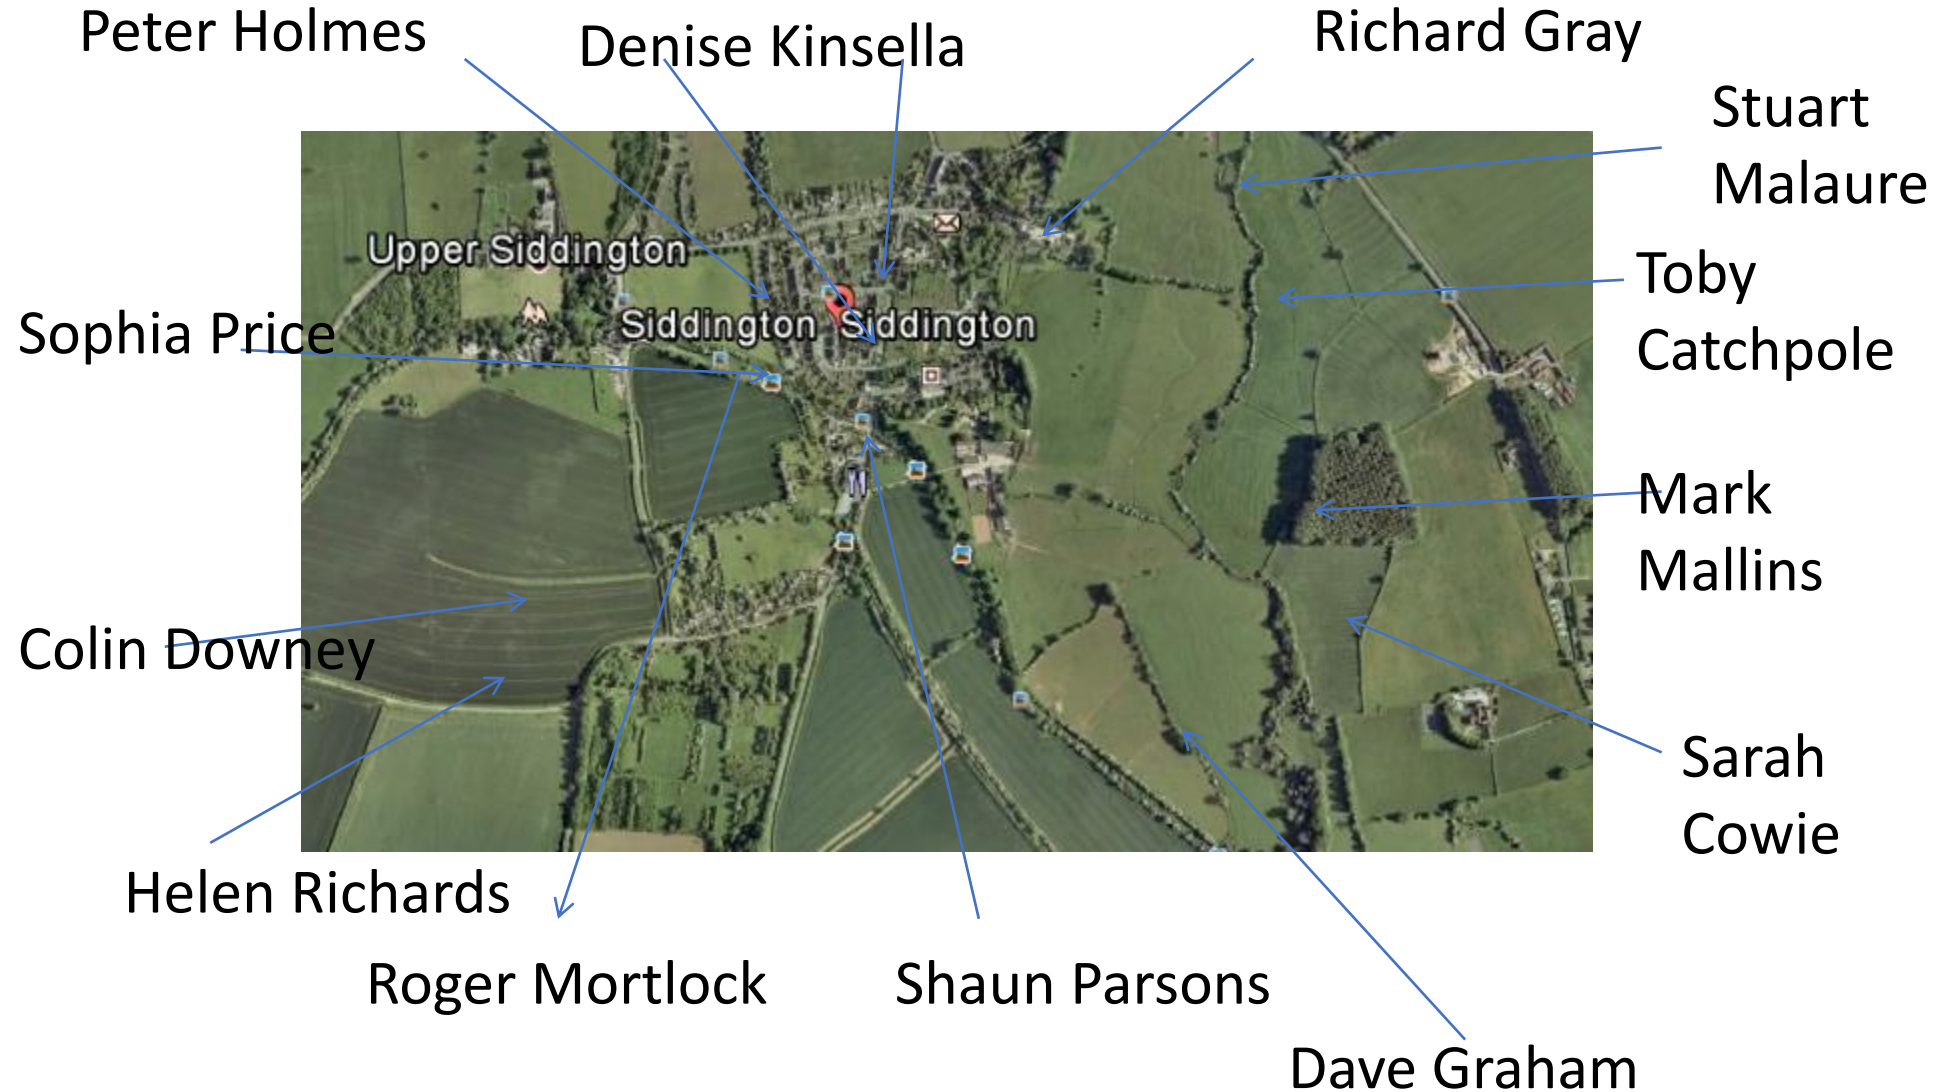 Peter Holmes
Denise Kinsella
Richard Gray
Stuart
Malaure
Upper Siddington
Toby
Catchpole
Sophia Price
Siddington
Siddington
Mark
Mallins
Colin Downey
Sarah
Cowie
Helen Richards
Roger Mortlock
Shaun Parsons
Dave Graham